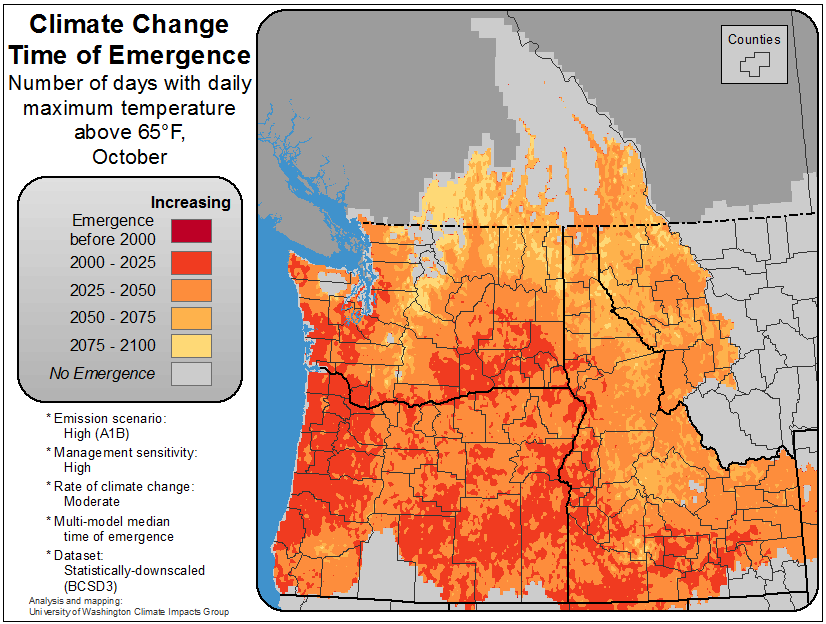 Climate Change
Time of Emergence
Number of days with daily
maximum temperature
above 65°F,
October
Increasing
Emergence
before 2000
2000 - 2025
2025 - 2050
2050 - 2075
2075 - 2100
No Emergence
* Emission scenario:
High (A1B)
* Management sensitivity:
High
* Rate of climate change:
Moderate
* Multi-model median
time of emergence
* Dataset:
Statistically-downscaled
(BCSD3)
Analysis and mapping:
University of Washington Climate Impacts Group
Counties